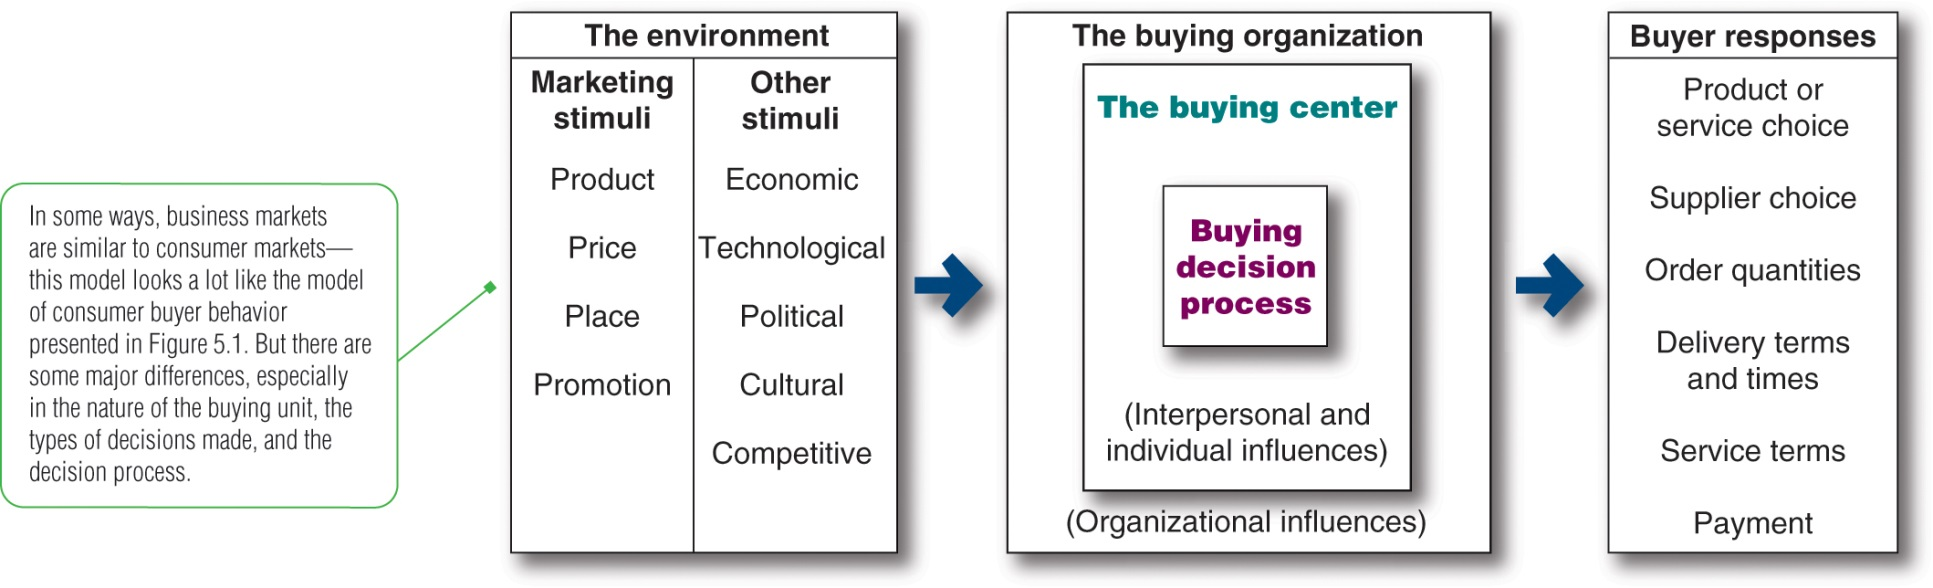 In some ways, business markets
are similar to consumer markets—
this model looks a lot like the model
of consumer buyer behavior
presented in Figure 5.1. But there are
some major differences, especially
in the nature of the buying unit, the
types of decisions made, and the
decision process.
The environment
Marketing
stimuli
Product
Price
Place
Promotion
Other
stimuli
Economic
Technological
Political
Cultural
Competitive
The buying organization
The buying center
Buying
decision
process
(Interpersonal and
individual influences)
(Organizational influences)
Buyer responses
Product or
service choice
Supplier choice
Order quantities
Delivery terms
and times
Service terms
Payment